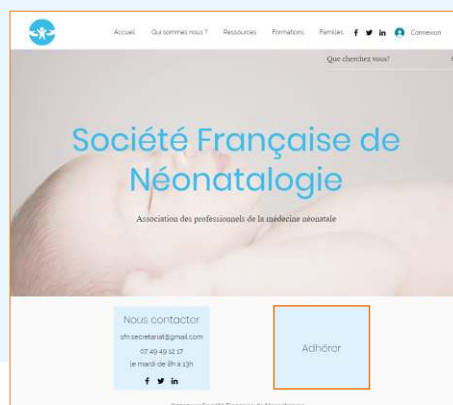 Accueil Qui sommes nous ? Ressources Formations Familles Connexion
Que cherchez vous?
Société Française de
Néonatalogie
Association des professionnels de la médecine néonatale
Nous contacter
sfn.secretariat@gmail.com
07 49 49 12 17
le mardi de 8h à 13h
Adhérer